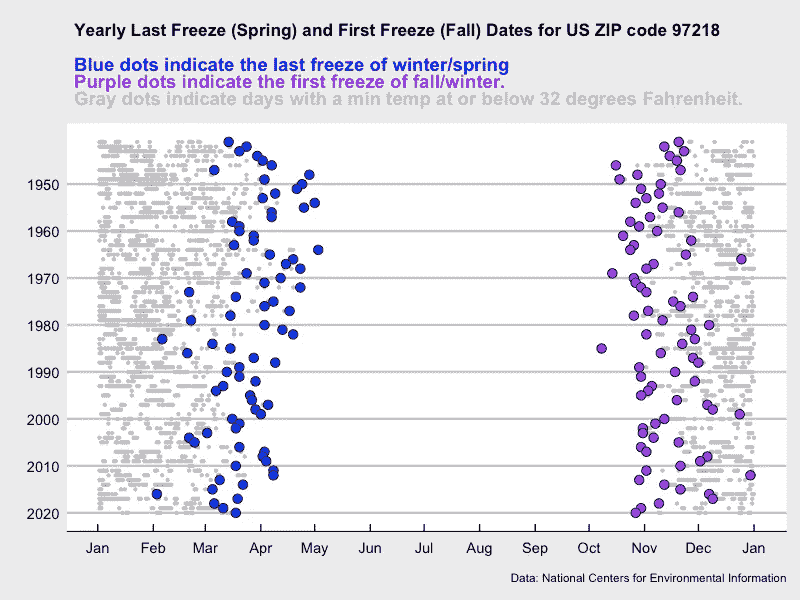 Yearly Last Freeze (Spring) and First Freeze (Fall) Dates for US ZIP code 97218
Blue dots indicate the last freeze of winter/spring
Purple dots indicate the first freeze of fall/winter.
Gray dots indicate days with a min temp at or below 32 degrees Fahrenheit.
1950
1960
1970
1980
1990
2000
2010
2020
Jan Feb Mar Apr May Jun Jul Aug Sep Oct Nov Dec Jan
Data: National Centers for Environmental Information